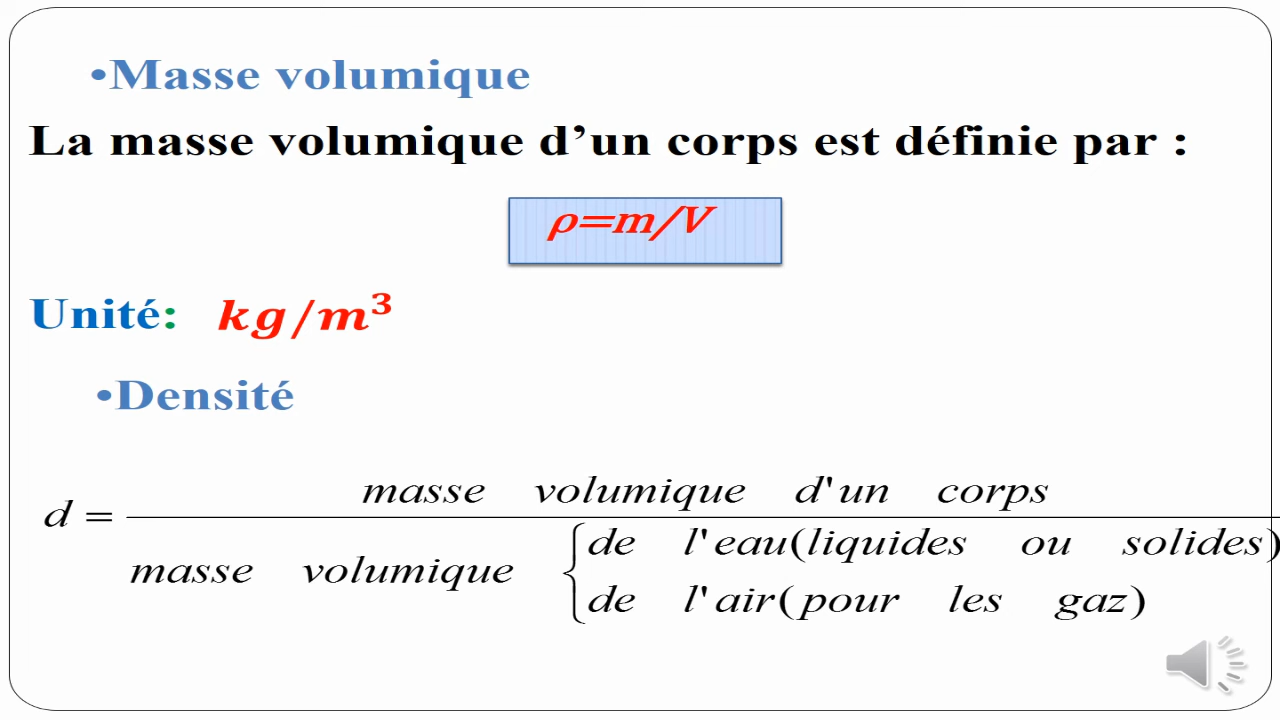 •Masse volumique
La masse volumique d’un corps est définie par :
ρ=m/V
Unité: kg/m³
•Densité
masse volumique d'un corps
d =
de l'eau(liquides ou solides)
masse volumique
de l'air(pour les gaz)